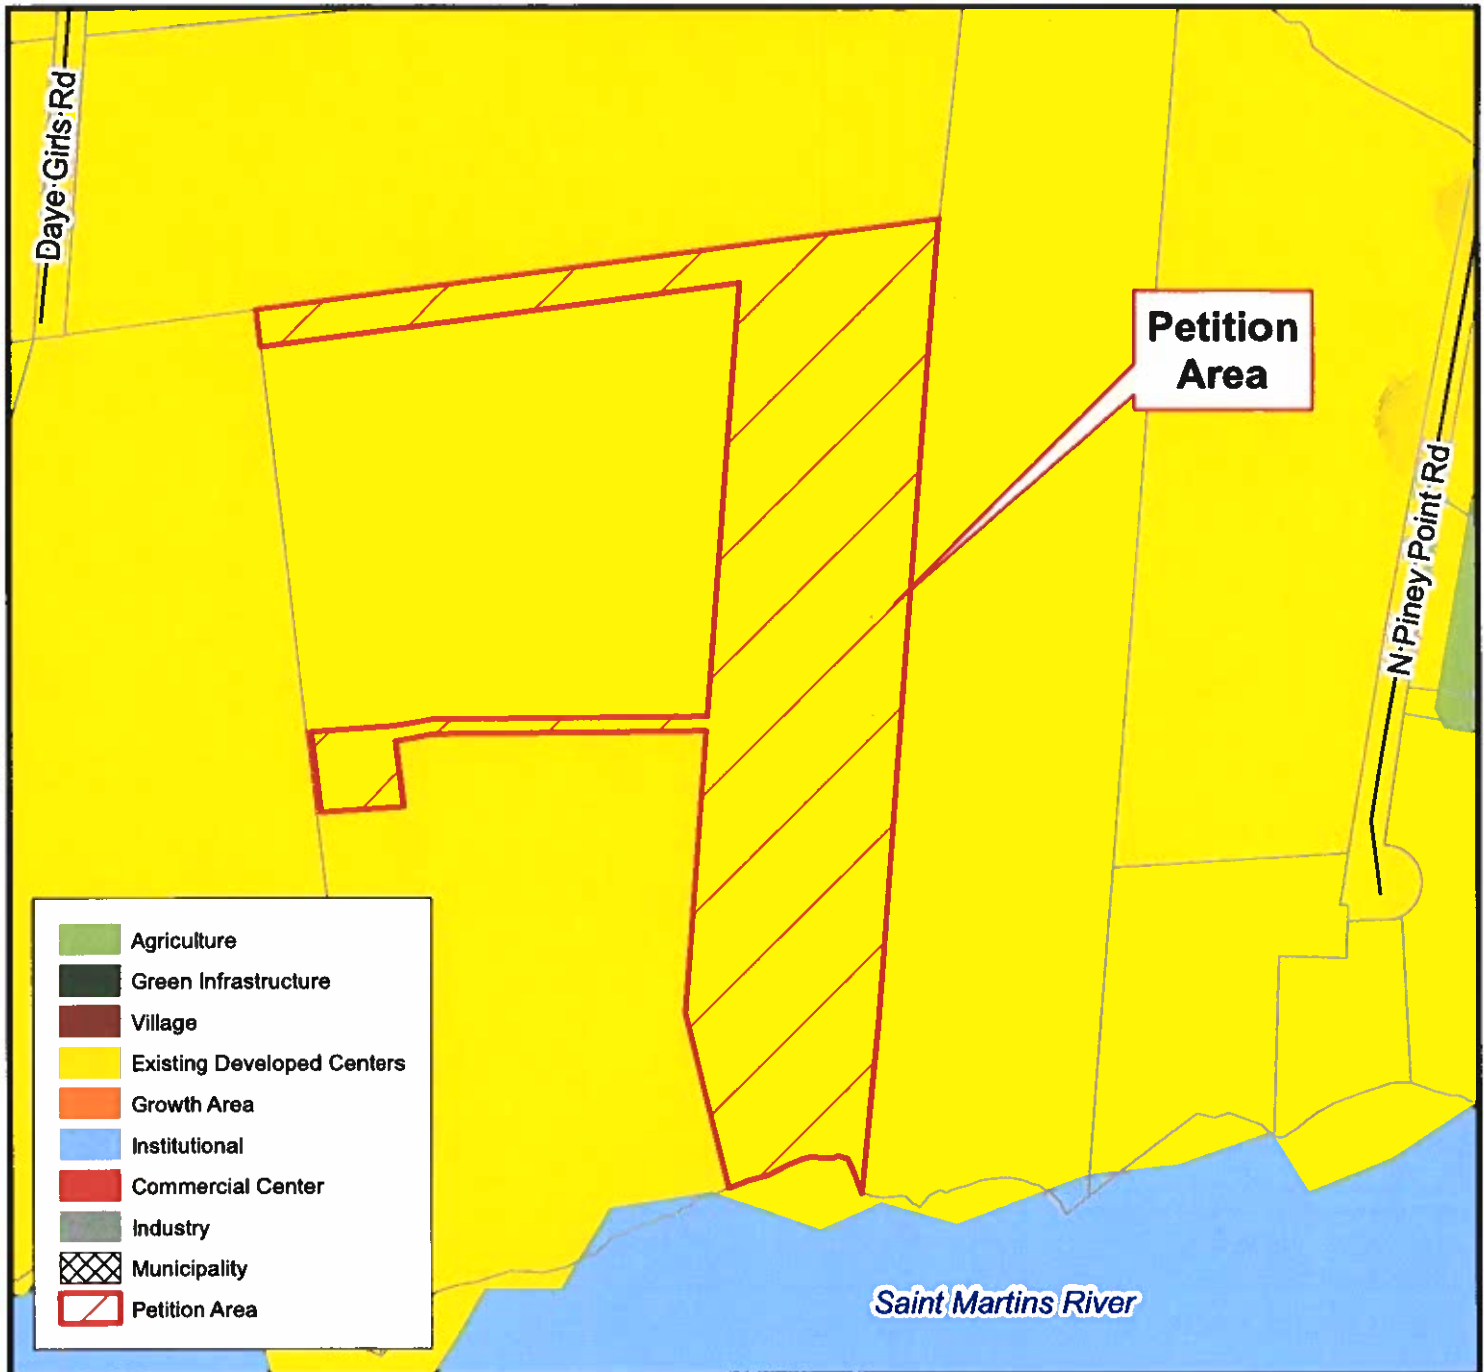 Daye Girls Rd
Petition
Area
N Piney Point Rd
Agriculture
Green Infrastructure
Village
Existing Developed Centers
Growth Area
Institutional
Commercial Center
Industry
Municipality
Petition Area
Saint Martins River